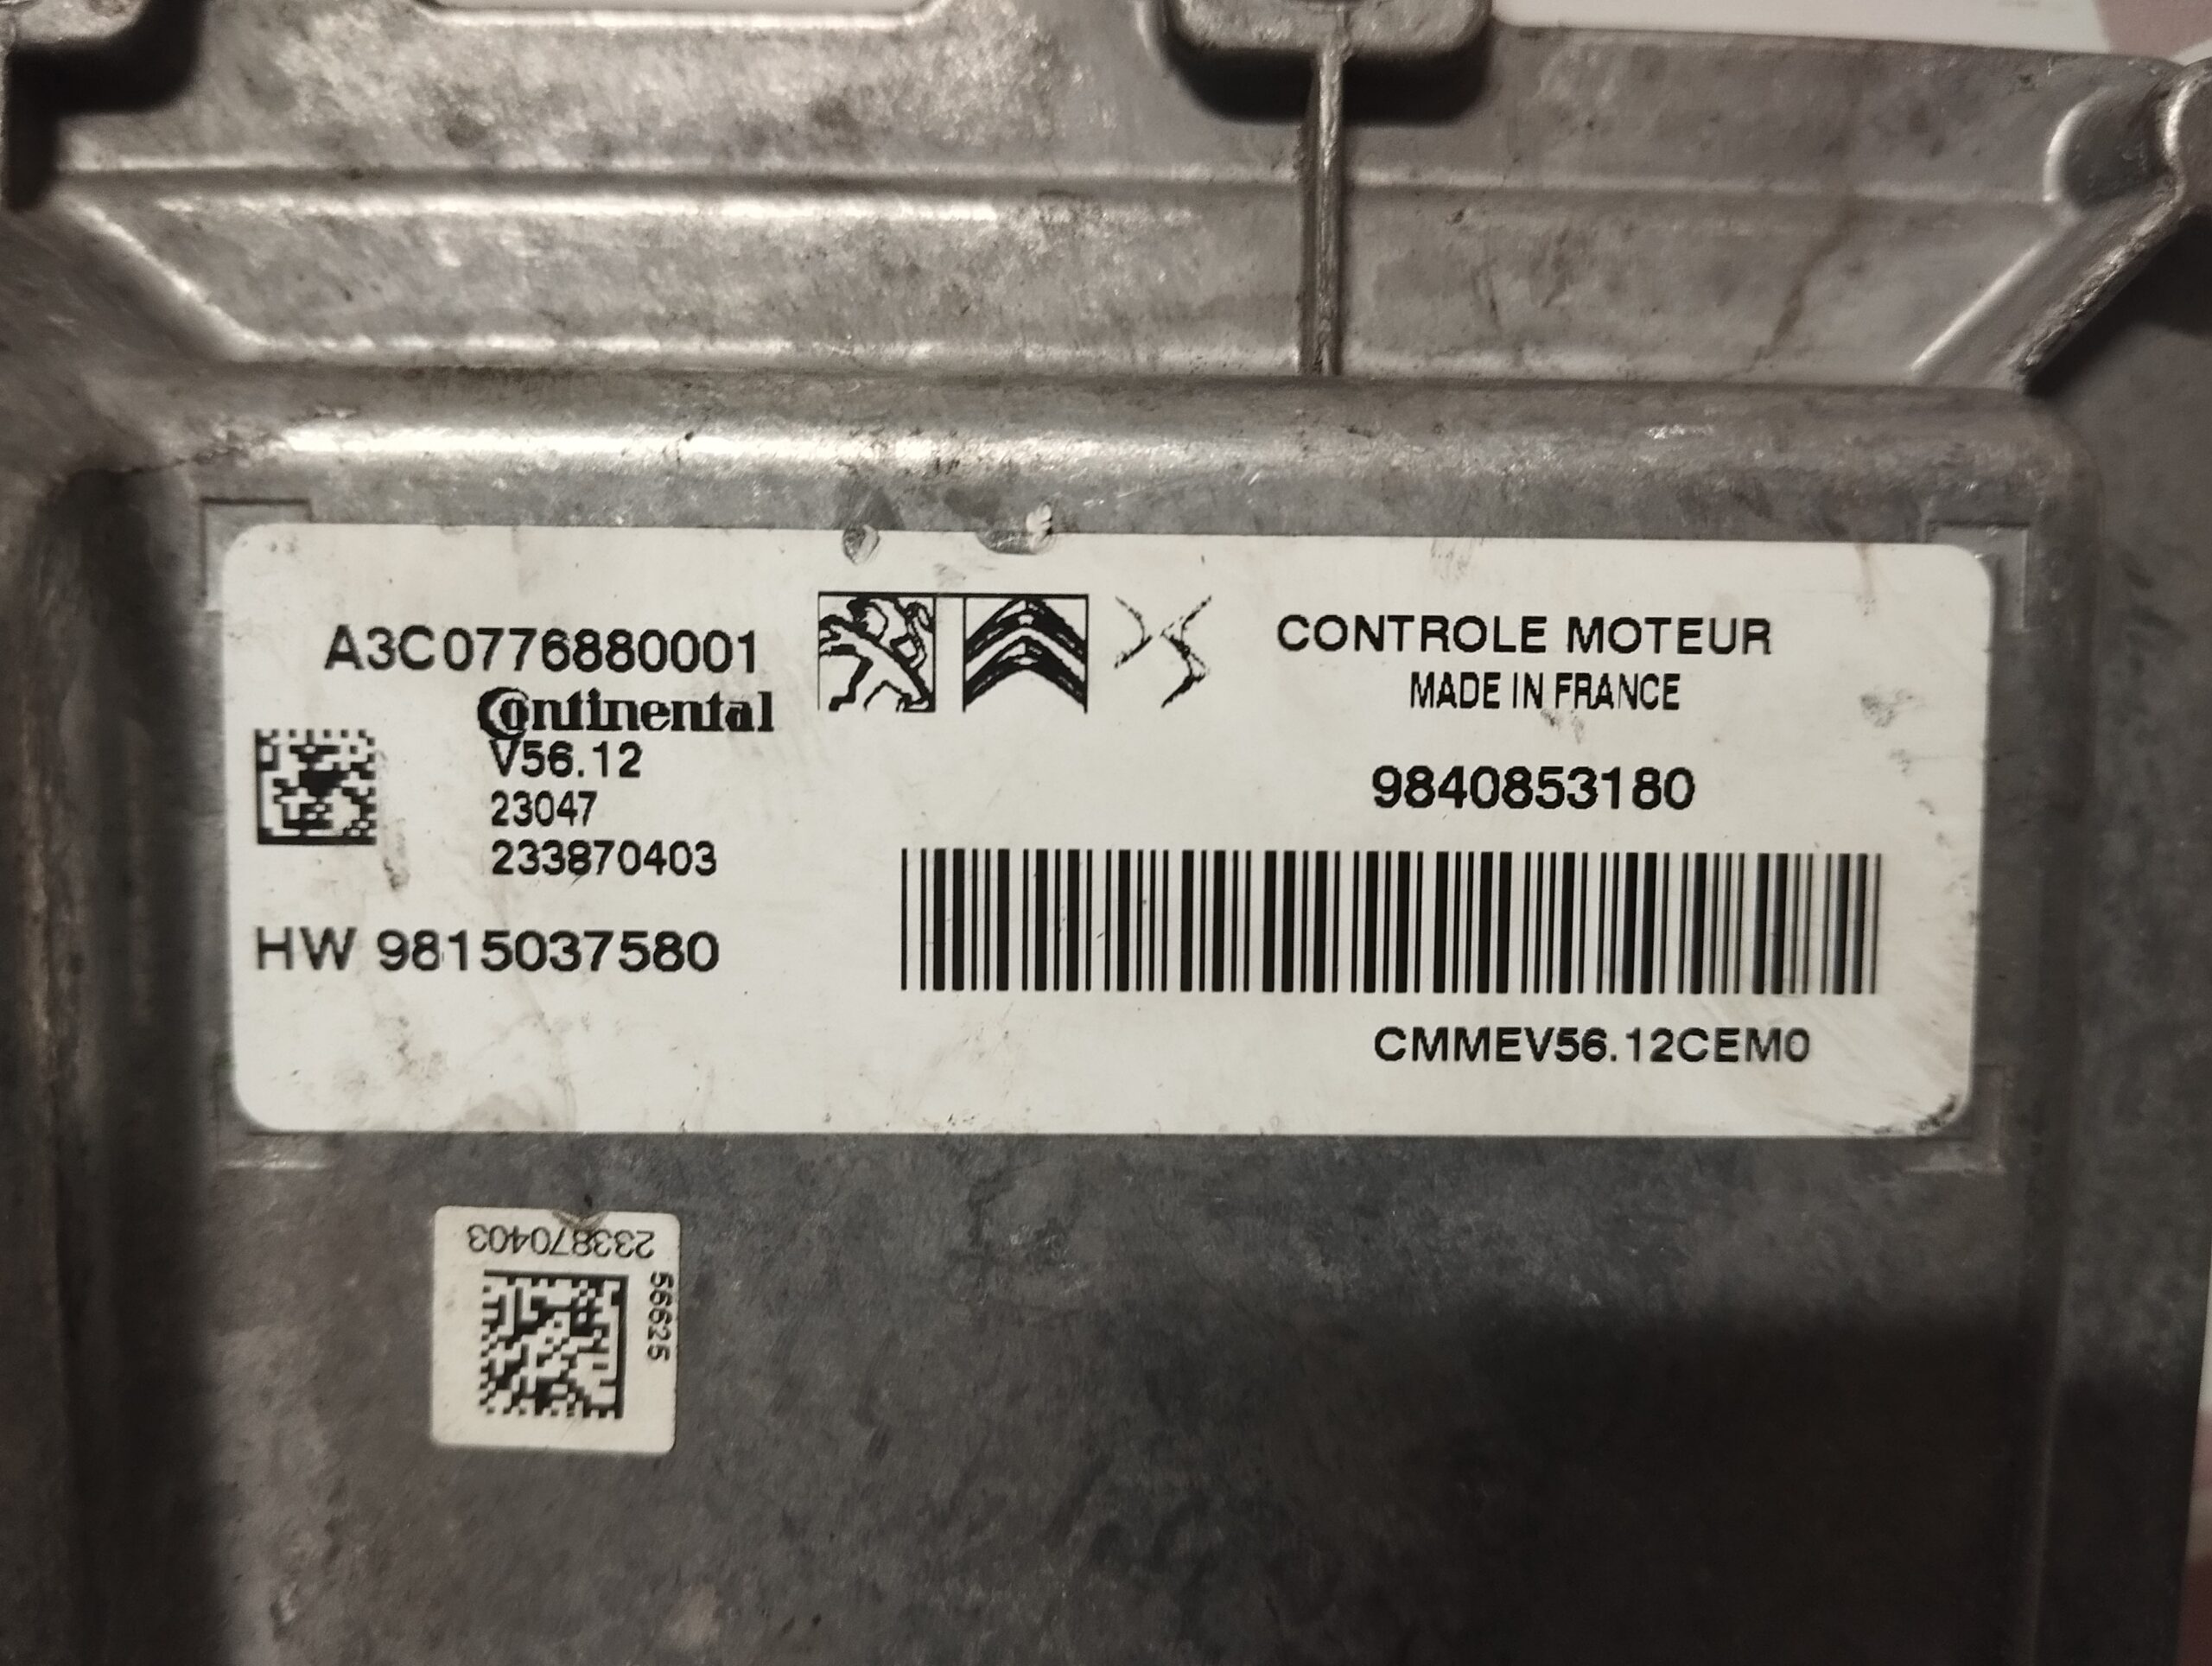 A3C0776880001
Continental
V56.12
23047
233870403
HW 9815037580
CONTROLE MOTEUR
MADE IN FRANCE
9840853180
CMMEV56.12CEM0
233870403
56625